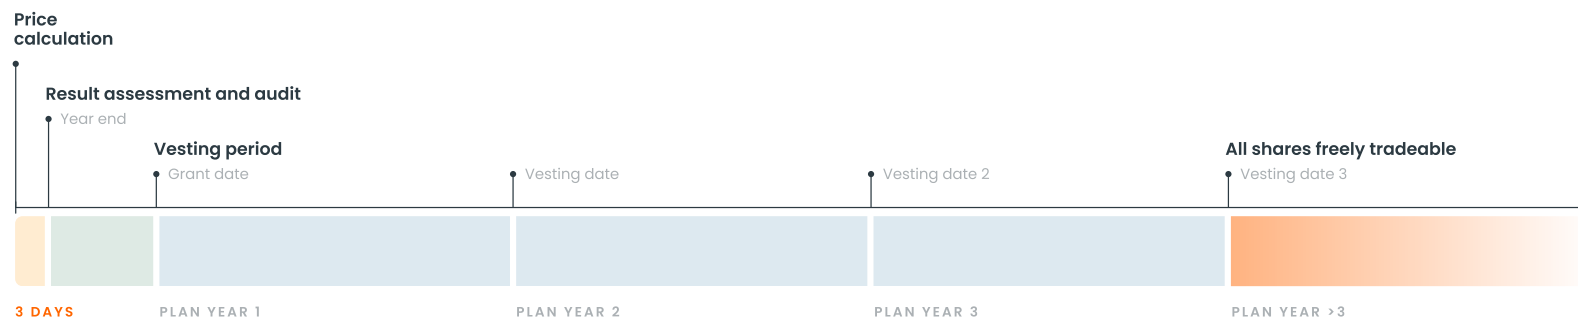 Price
calculation
Result assessment and audit
Year end
Vesting period
All shares freely tradeable
Grant date
Vesting date
Vesting date 2
Vesting date 3
3 DAYS
PLAN YEAR 1
PLAN YEAR 2
PLAN YEAR 3
PLAN YEAR >3